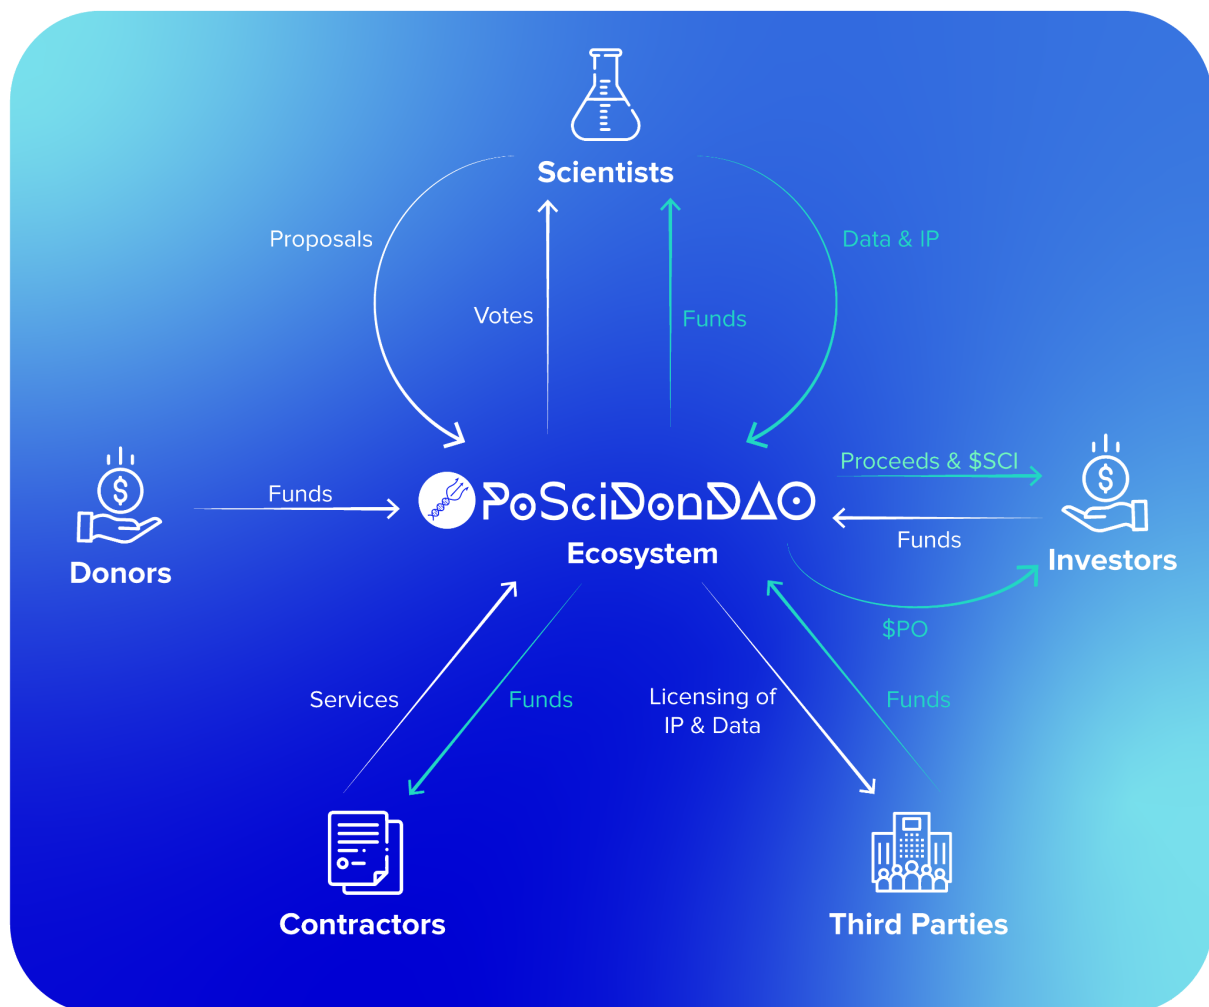 Scientists
Proposals
Data & IP
Votes
Funds
Proceeds & $SCI
Funds
PoSciDonDAO
Funds
Ecosystem
Investors
Donors
$PO
Services
Funds
Licensing of
IP & Data
Funds
Contractors
Third Parties